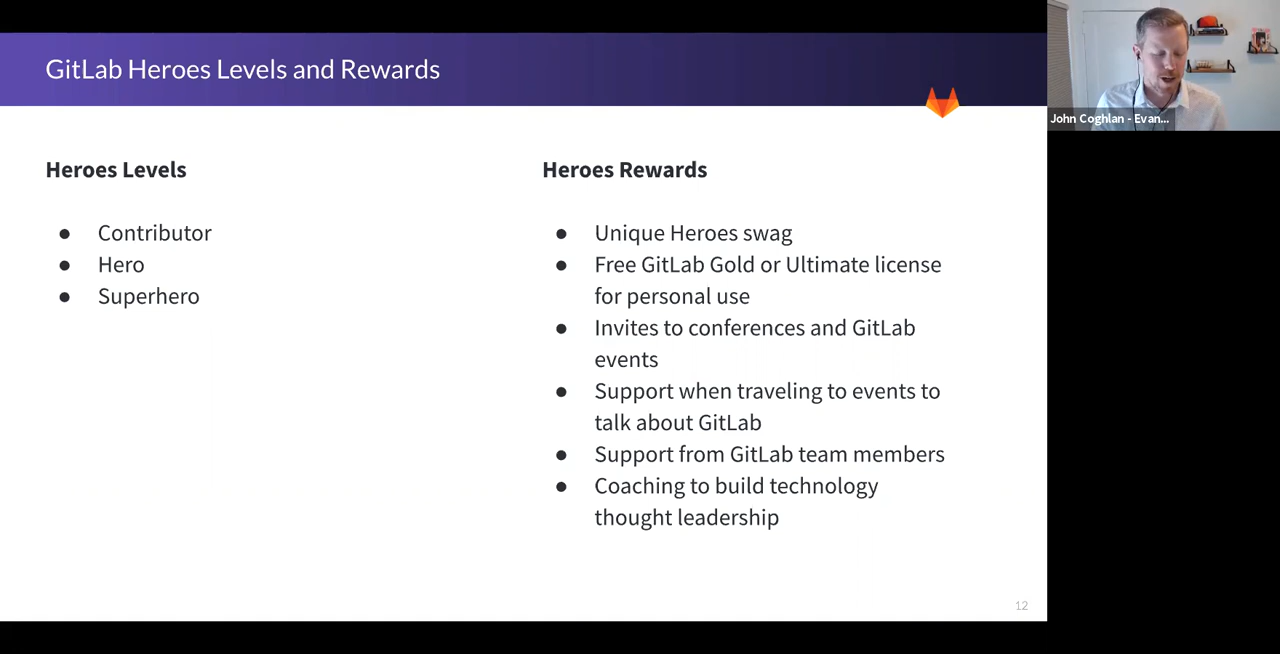 GitLab Heroes Levels and Rewards
John Coghlan - Evan...
Heroes Levels
● Contributor
● Hero
● Superhero
Heroes Rewards
● Unique Heroes swag
● Free GitLab Gold or Ultimate license
for personal use
● Invites to conferences and GitLab
events
● Support when traveling to events to
talk about GitLab
● Support from GitLab team members
● Coaching to build technology
thought leadership
12